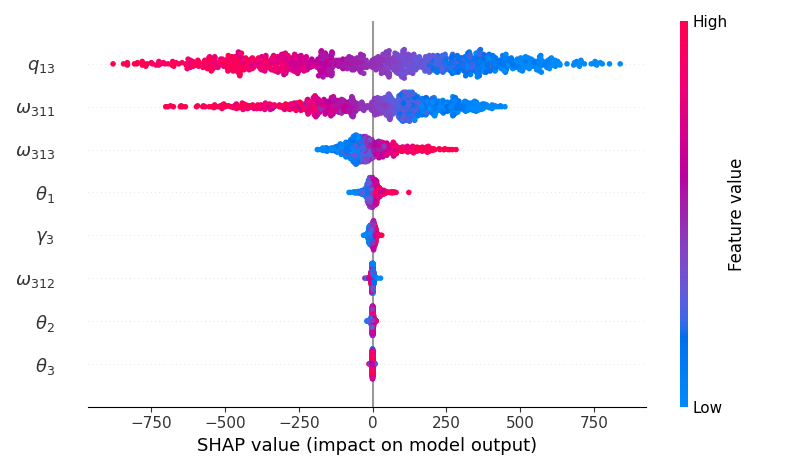 High
q₁₃
ω₃₁₁
ω₃₁₃
θ₁
γ₃
ω₃₁₂
θ₂
θ₃
Low
−750 −500 −250 0 250 500 750
SHAP value (impact on model output)
Feature value